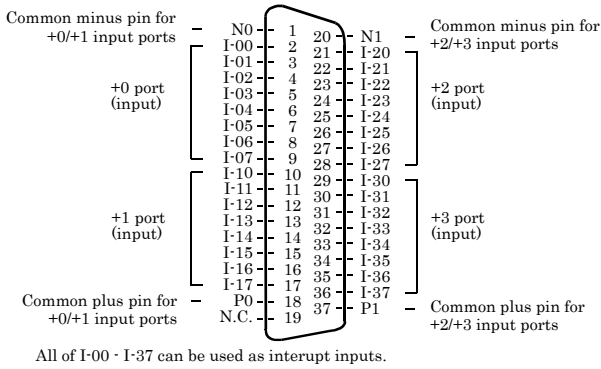 Common minus pin for
+0/+1 input ports
+0 port
(input)
+1 port
(input)
Common plus pin for
+0/+1 input ports
N0 1
I-00 2
I-01 3
I-02 4
I-03 5
I-04 6
I-05 7
I-06 8
I-07 9
I-10 10
I-11 11
I-12 12
I-13 13
I-14 14
I-15 15
I-16 16
I-17 17
P0 18
N.C. 19
20 N1
21 I-20
22 I-21
23 I-22
24 I-23
25 I-24
26 I-25
27 I-26
28 I-27
29 I-30
30 I-31
31 I-32
32 I-33
33 I-34
34 I-35
35 I-36
36 I-37
37 P1
Common minus pin for
+2/+3 input ports
+2 port
(input)
+3 port
(input)
Common plus pin for
+2/+3 input ports
All of I-00 - I-37 can be used as interupt inputs.